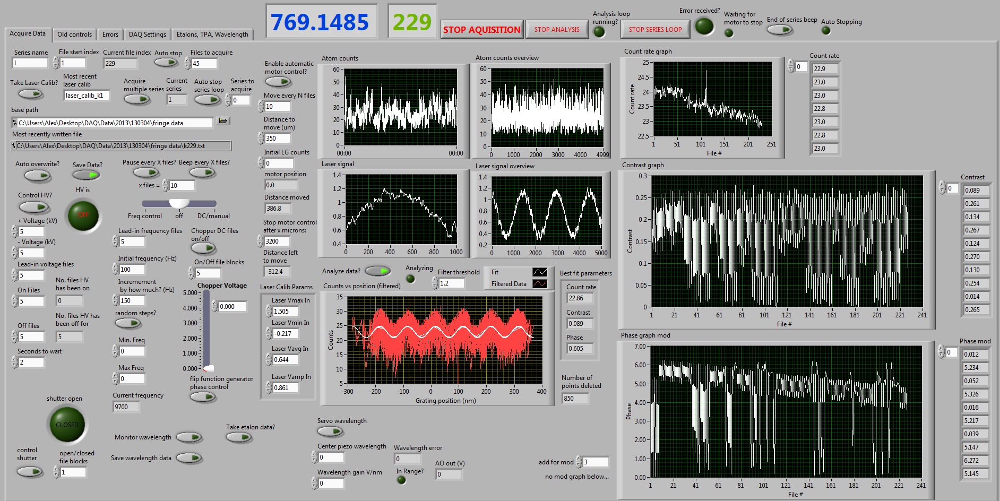 769.1485
229
STOP AQUISITION
STOP ANALYSIS
Analysis loop
running?
STOP SERIES LOOP
Error received?
Waiting for
motor to stop
End of series beep
Auto Stopping
Acquire Data
Old controls
Errors
DAQ Settings
Etalons, TPA, Wavelength
Series name
l
File start index
1
Current file index
229
Auto stop
Files to acquire
45
Take Laser Calib?
Most recent
laser calib
laser_calib_k1
Acquire
multiple series
Current
series
1
Auto stop
series loop
Series to
acquire
0
base path
C:\Users\Alex\Desktop\DAQ\Data\2013\130304\fringe data
Most recently written file
C:\Users\Alex\Desktop\DAQ\Data\2013\130304\fringe data\k229.txt
Auto overwrite?
Save Data?
Pause every X files?
Beep every X files?
x files =
10
Control HV?
HV is
OFF
Freq control
off
DC/manual
+ Voltage (kV)
5
- Voltage (kV)
5
Lead-in voltage files
5
No. files HV
has been on
0
On Files
5
No. files HV has
been off for
5
Off files
5
Seconds to wait
2
Lead-in frequency files
5
Initial frequency (Hz)
100
Incremement
by how much? (Hz)
150
random steps?
Min. Freq
0
Max Freq
0
Current frequency
9700
Chopper DC files
on/off
On/Off file blocks
5
Chopper Voltage
5.000
4.000
3.000
2.000
1.000
0.000
0.000
flip function generator
phase control
shutter open
CLOSED
control
shutter
open/closed
file blocks
1
Monitor wavelength
Save wavelength data
Take etalon data?
Enable automatic
motor control?
Move every N files
10
Distance to
move (um)
350
Initial LG counts
0
motor position
0.0
Distance moved
386.8
Stop motor control
after x microns:
3200
Distance left
to move
-312.4
Laser Calib Params
Laser Vmax In
1.505
Laser Vmin In
-0.217
Laser Vavg In
0.644
Laser Vamp In
0.861
Atom counts
60
50
40
30
20
10
0
00:00
00:00
Atom counts overview
60
50
40
30
20
10
0
0
1000
2000
3000
4000
4999
Laser signal
1.4
1.2
1
0.8
0.6
0.4
0
200
400
600
800
1000
Laser signal overview
1.4
1.2
1
0.8
0.6
0.4
0.2
0
1000
2000
3000
4000
5000
Analyze data?
Analyzing
Filter threshold
1.2
Fit
Filtered Data
Counts vs position (filtered)
Counts
35
30
25
20
15
10
5
-300
-200
-100
0
100
200
300
400
Grating position (nm)
Best fit parameters
Count rate
22.86
Contrast
0.089
Phase
0.605
Number of
points deleted
850
Servo wavelength
Center piezo wavelength
0
Wavelength gain V/nm
0
Wavelength error
0
In Range?
AO out (V)
0
add for mod
3
no mod graph below...
Count rate graph
Count rate
25
24.5
24
23.5
23
22.5
1
51
101
151
201
251
File #
0
Count rate
22.9
23.0
23.0
22.8
23.0
22.8
23.0
Contrast graph
Contrast
0.3
0.25
0.2
0.15
0.1
0.05
0
1
21
41
61
81
101
121
141
161
181
201
221
241
File #
0
Contrast
0.089
0.261
0.134
0.267
0.124
0.270
0.130
0.254
0.014
0.265
Phase graph mod
Phase
7.00
6.00
5.00
4.00
3.00
2.00
1.00
0.00
1
21
41
61
81
101
121
141
161
181
201
221
241
File #
0
Phase mod
0.012
5.234
0.052
5.326
0.016
5.217
0.039
5.147
6.272
5.145